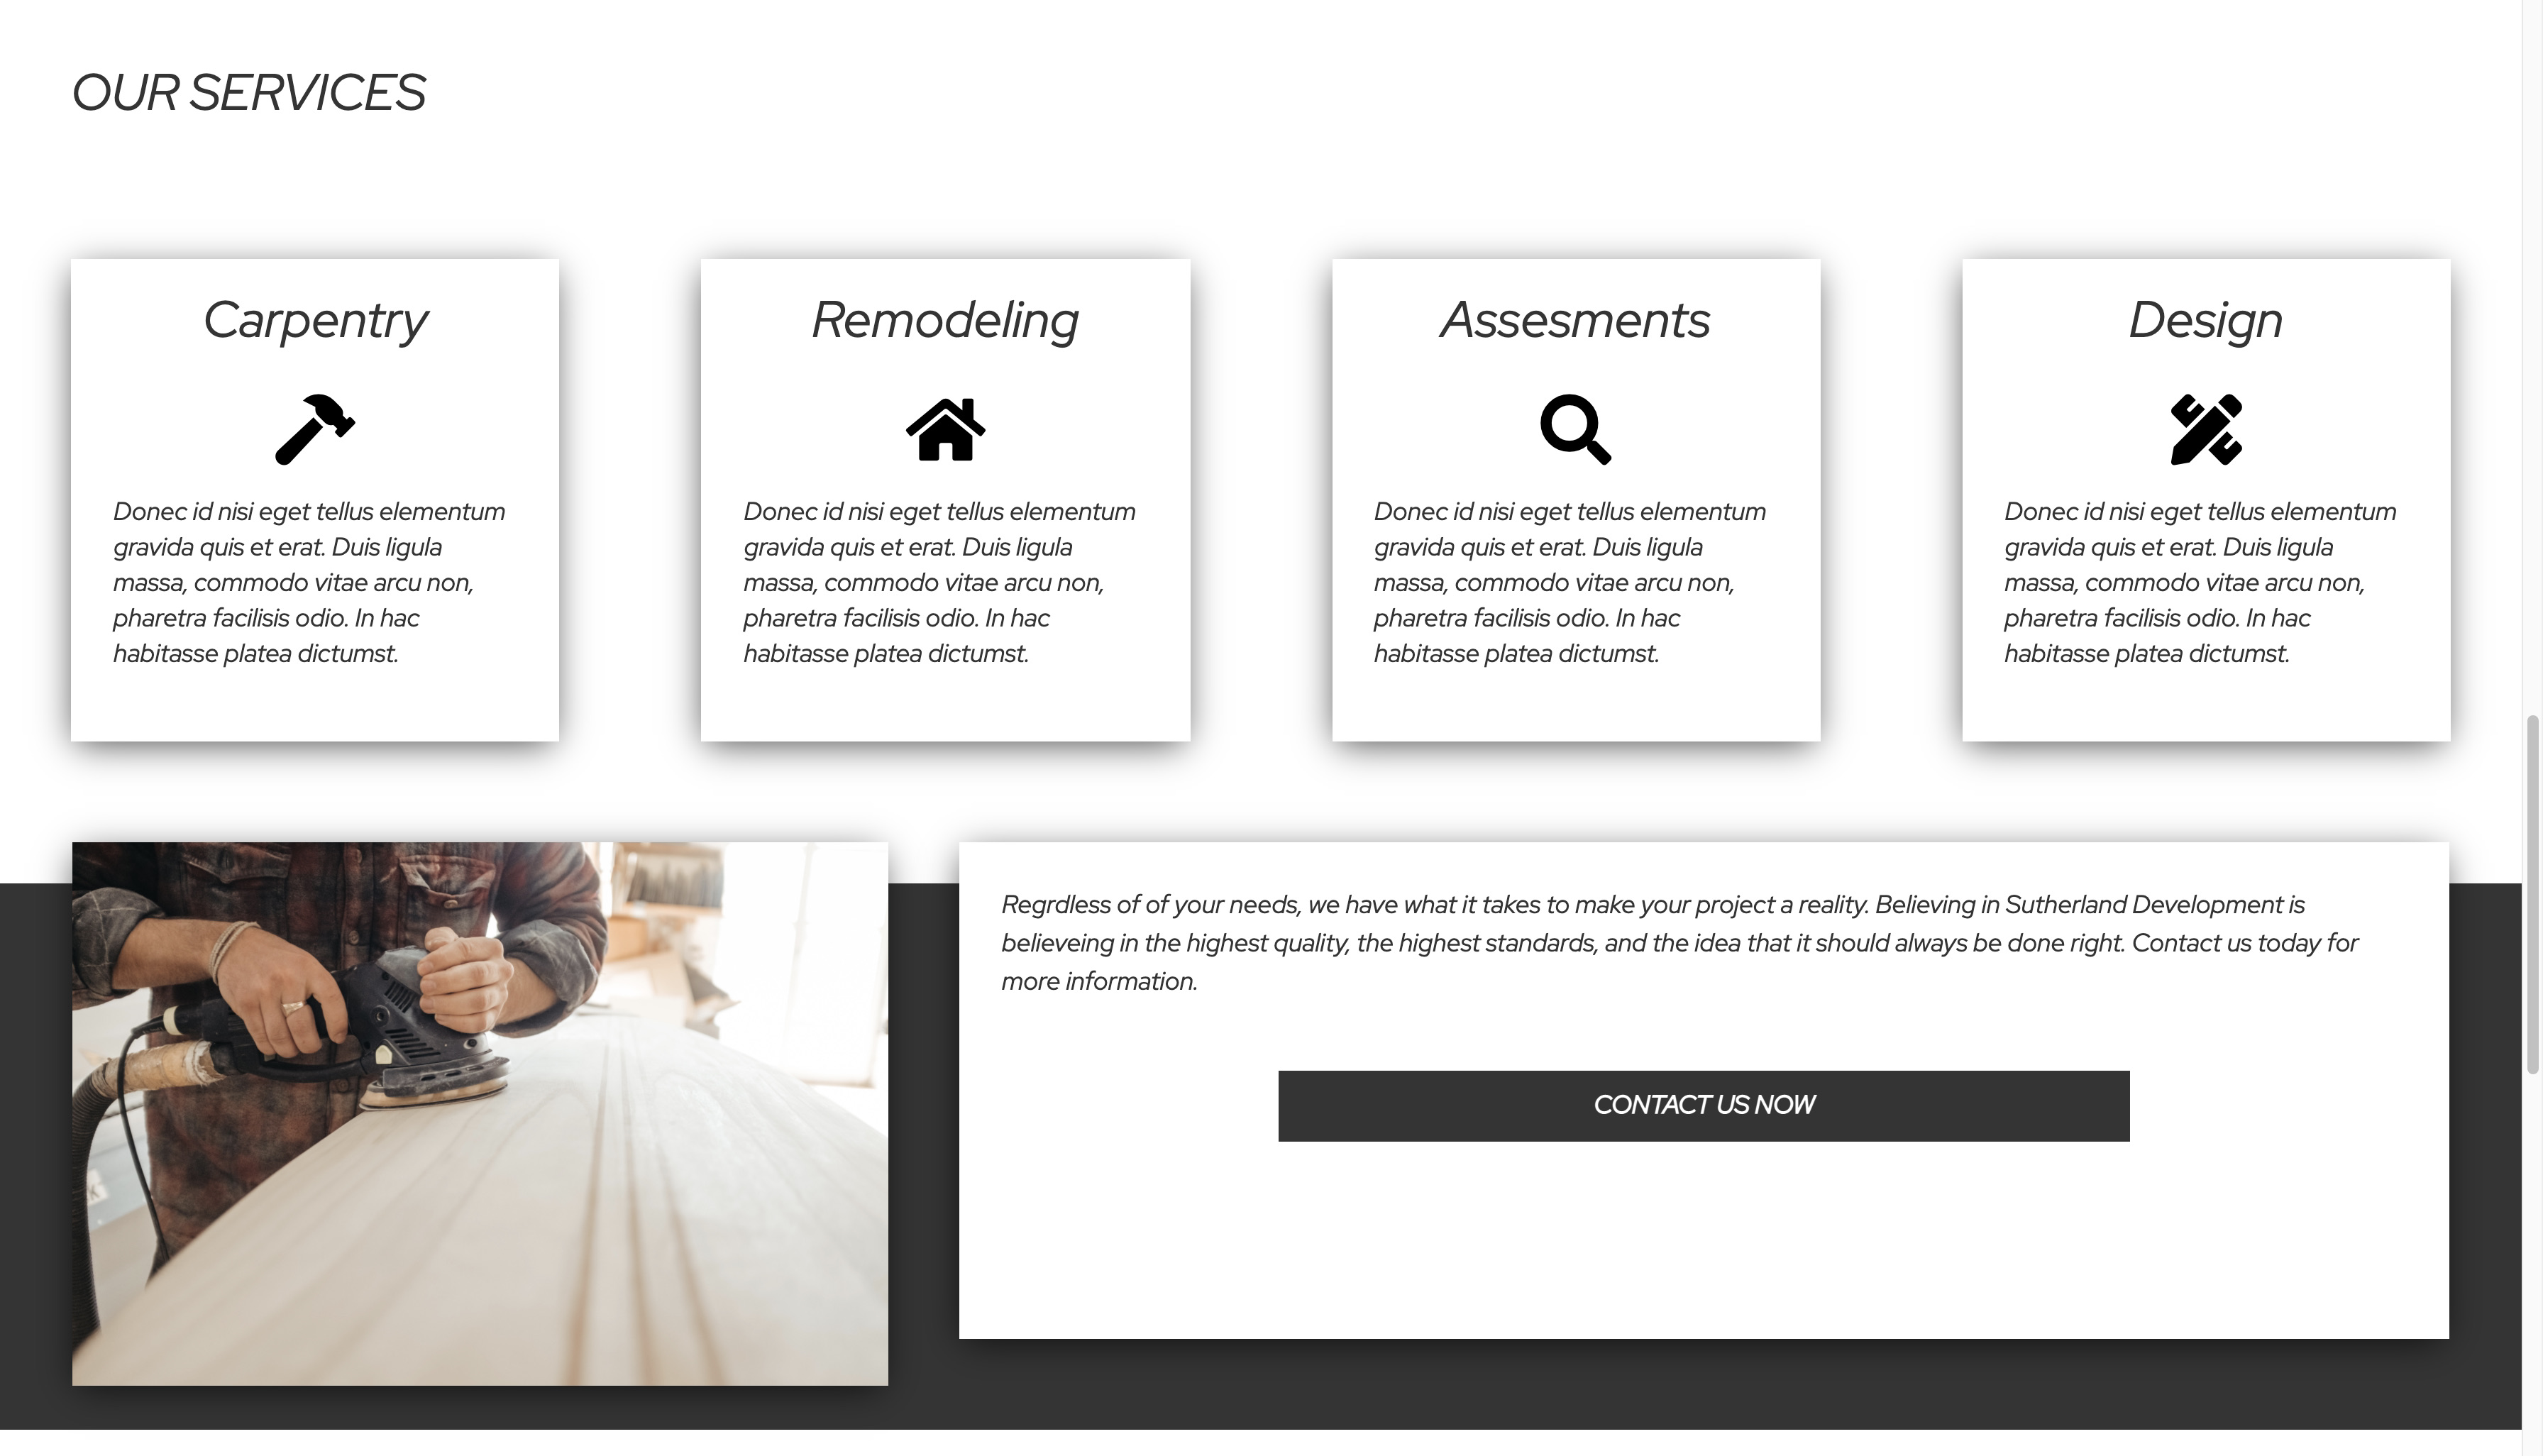 OUR SERVICES
Carpentry
Donec id nisi eget tellus elementum
gravida quis et erat. Duis ligula
massa, commodo vitae arcu non,
pharetra facilisis odio. In hac
habitasse platea dictumst.
Remodeling
Donec id nisi eget tellus elementum
gravida quis et erat. Duis ligula
massa, commodo vitae arcu non,
pharetra facilisis odio. In hac
habitasse platea dictumst.
Assesments
Donec id nisi eget tellus elementum
gravida quis et erat. Duis ligula
massa, commodo vitae arcu non,
pharetra facilisis odio. In hac
habitasse platea dictumst.
Design
Donec id nisi eget tellus elementum
gravida quis et erat. Duis ligula
massa, commodo vitae arcu non,
pharetra facilisis odio. In hac
habitasse platea dictumst.
Regrdless of of your needs, we have what it takes to make your project a reality. Believing in Sutherland Development is
believeing in the highest quality, the highest standards, and the idea that it should always be done right. Contact us today for
more information.
CONTACT US NOW